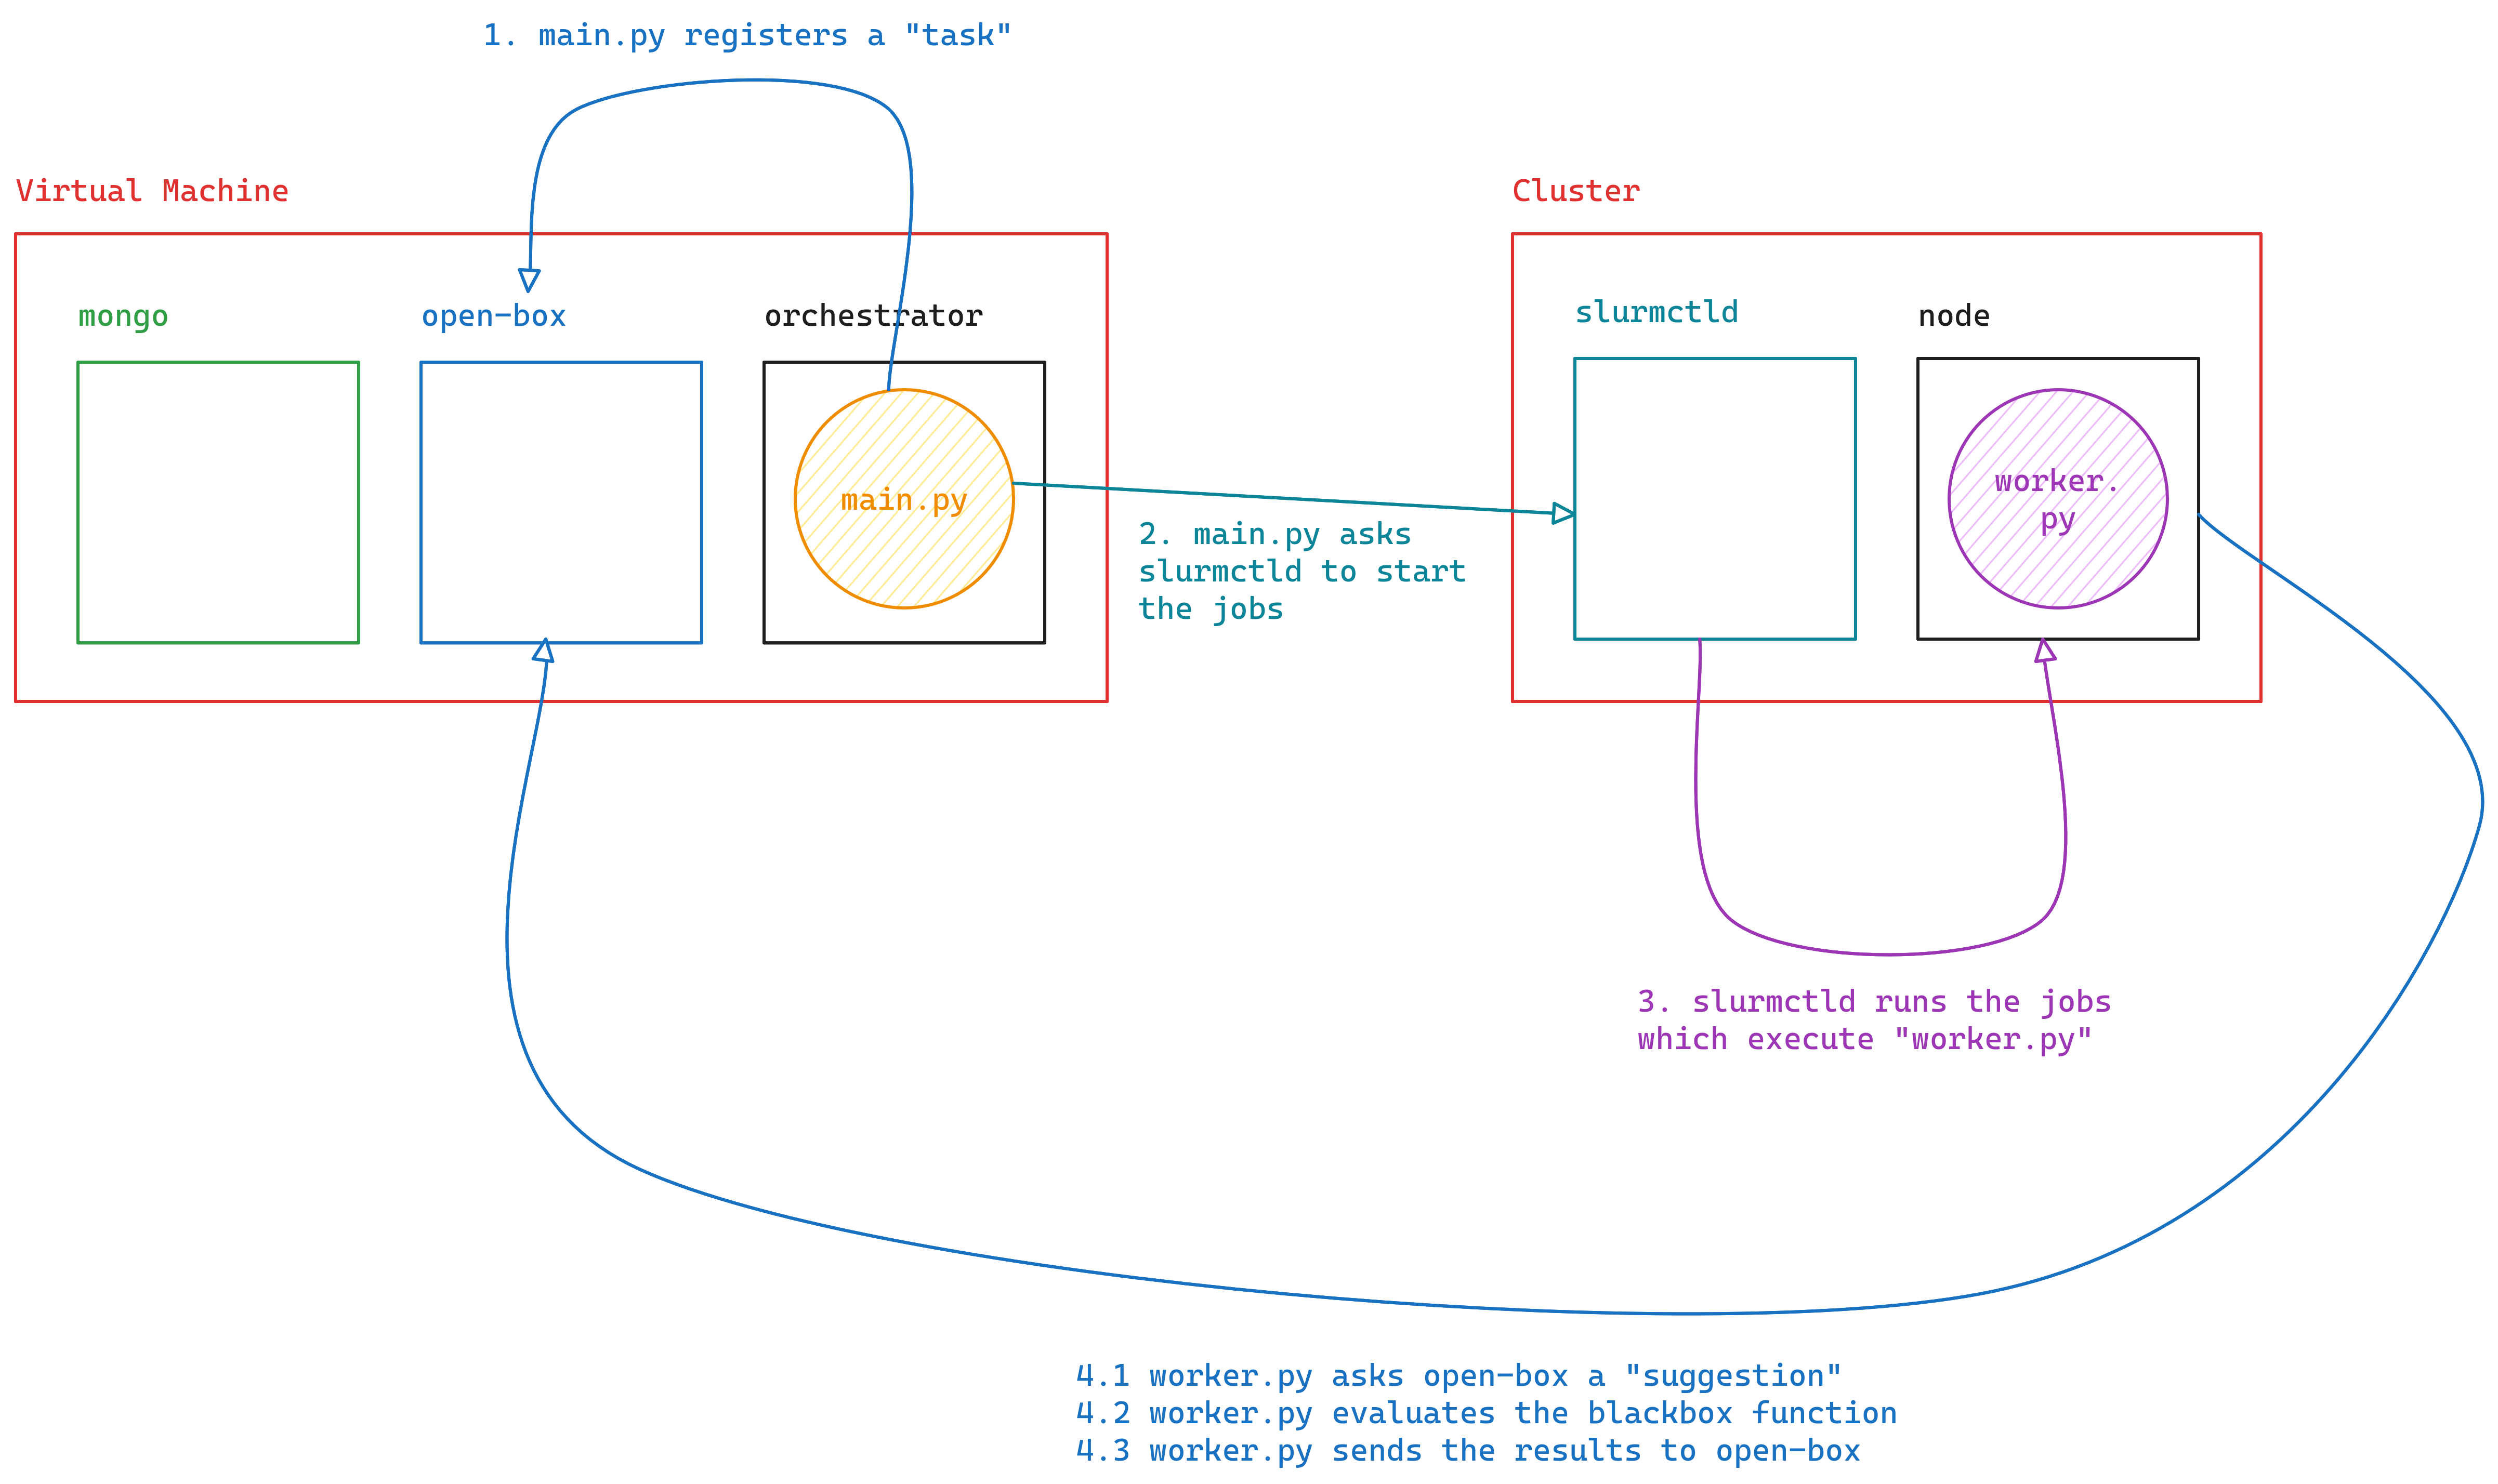 1. main.py registers a "task"
Virtual Machine
Cluster
mongo
open-box
orchestrator
slurmctld
node
main.py
worker.
py
2. main.py asks
slurmctld to start
the jobs
3. slurmctld runs the jobs
which execute "worker.py"
4.1 worker.py asks open-box a "suggestion"
4.2 worker.py evaluates the blackbox function
4.3 worker.py sends the results to open-box